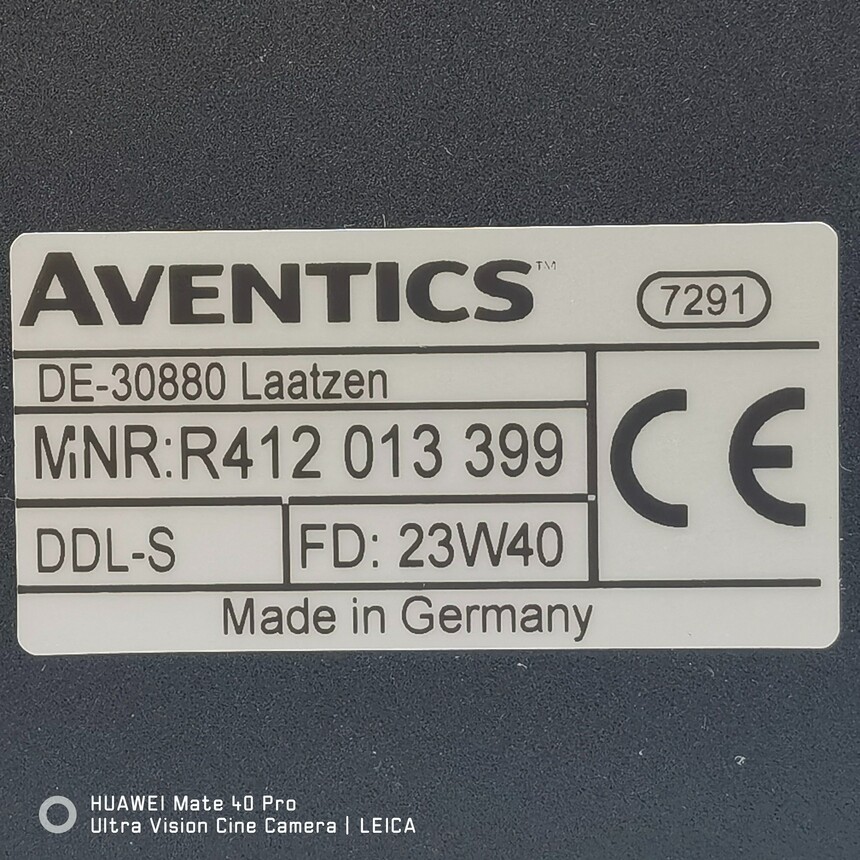 AVENTICS™
7291
DE-30880 Laatzen
MNR:R412 013 399
CE
DDL-S
FD: 23W40
Made in Germany
HUAWEI Mate 40 Pro
Ultra Vision Cine Camera | LEICA